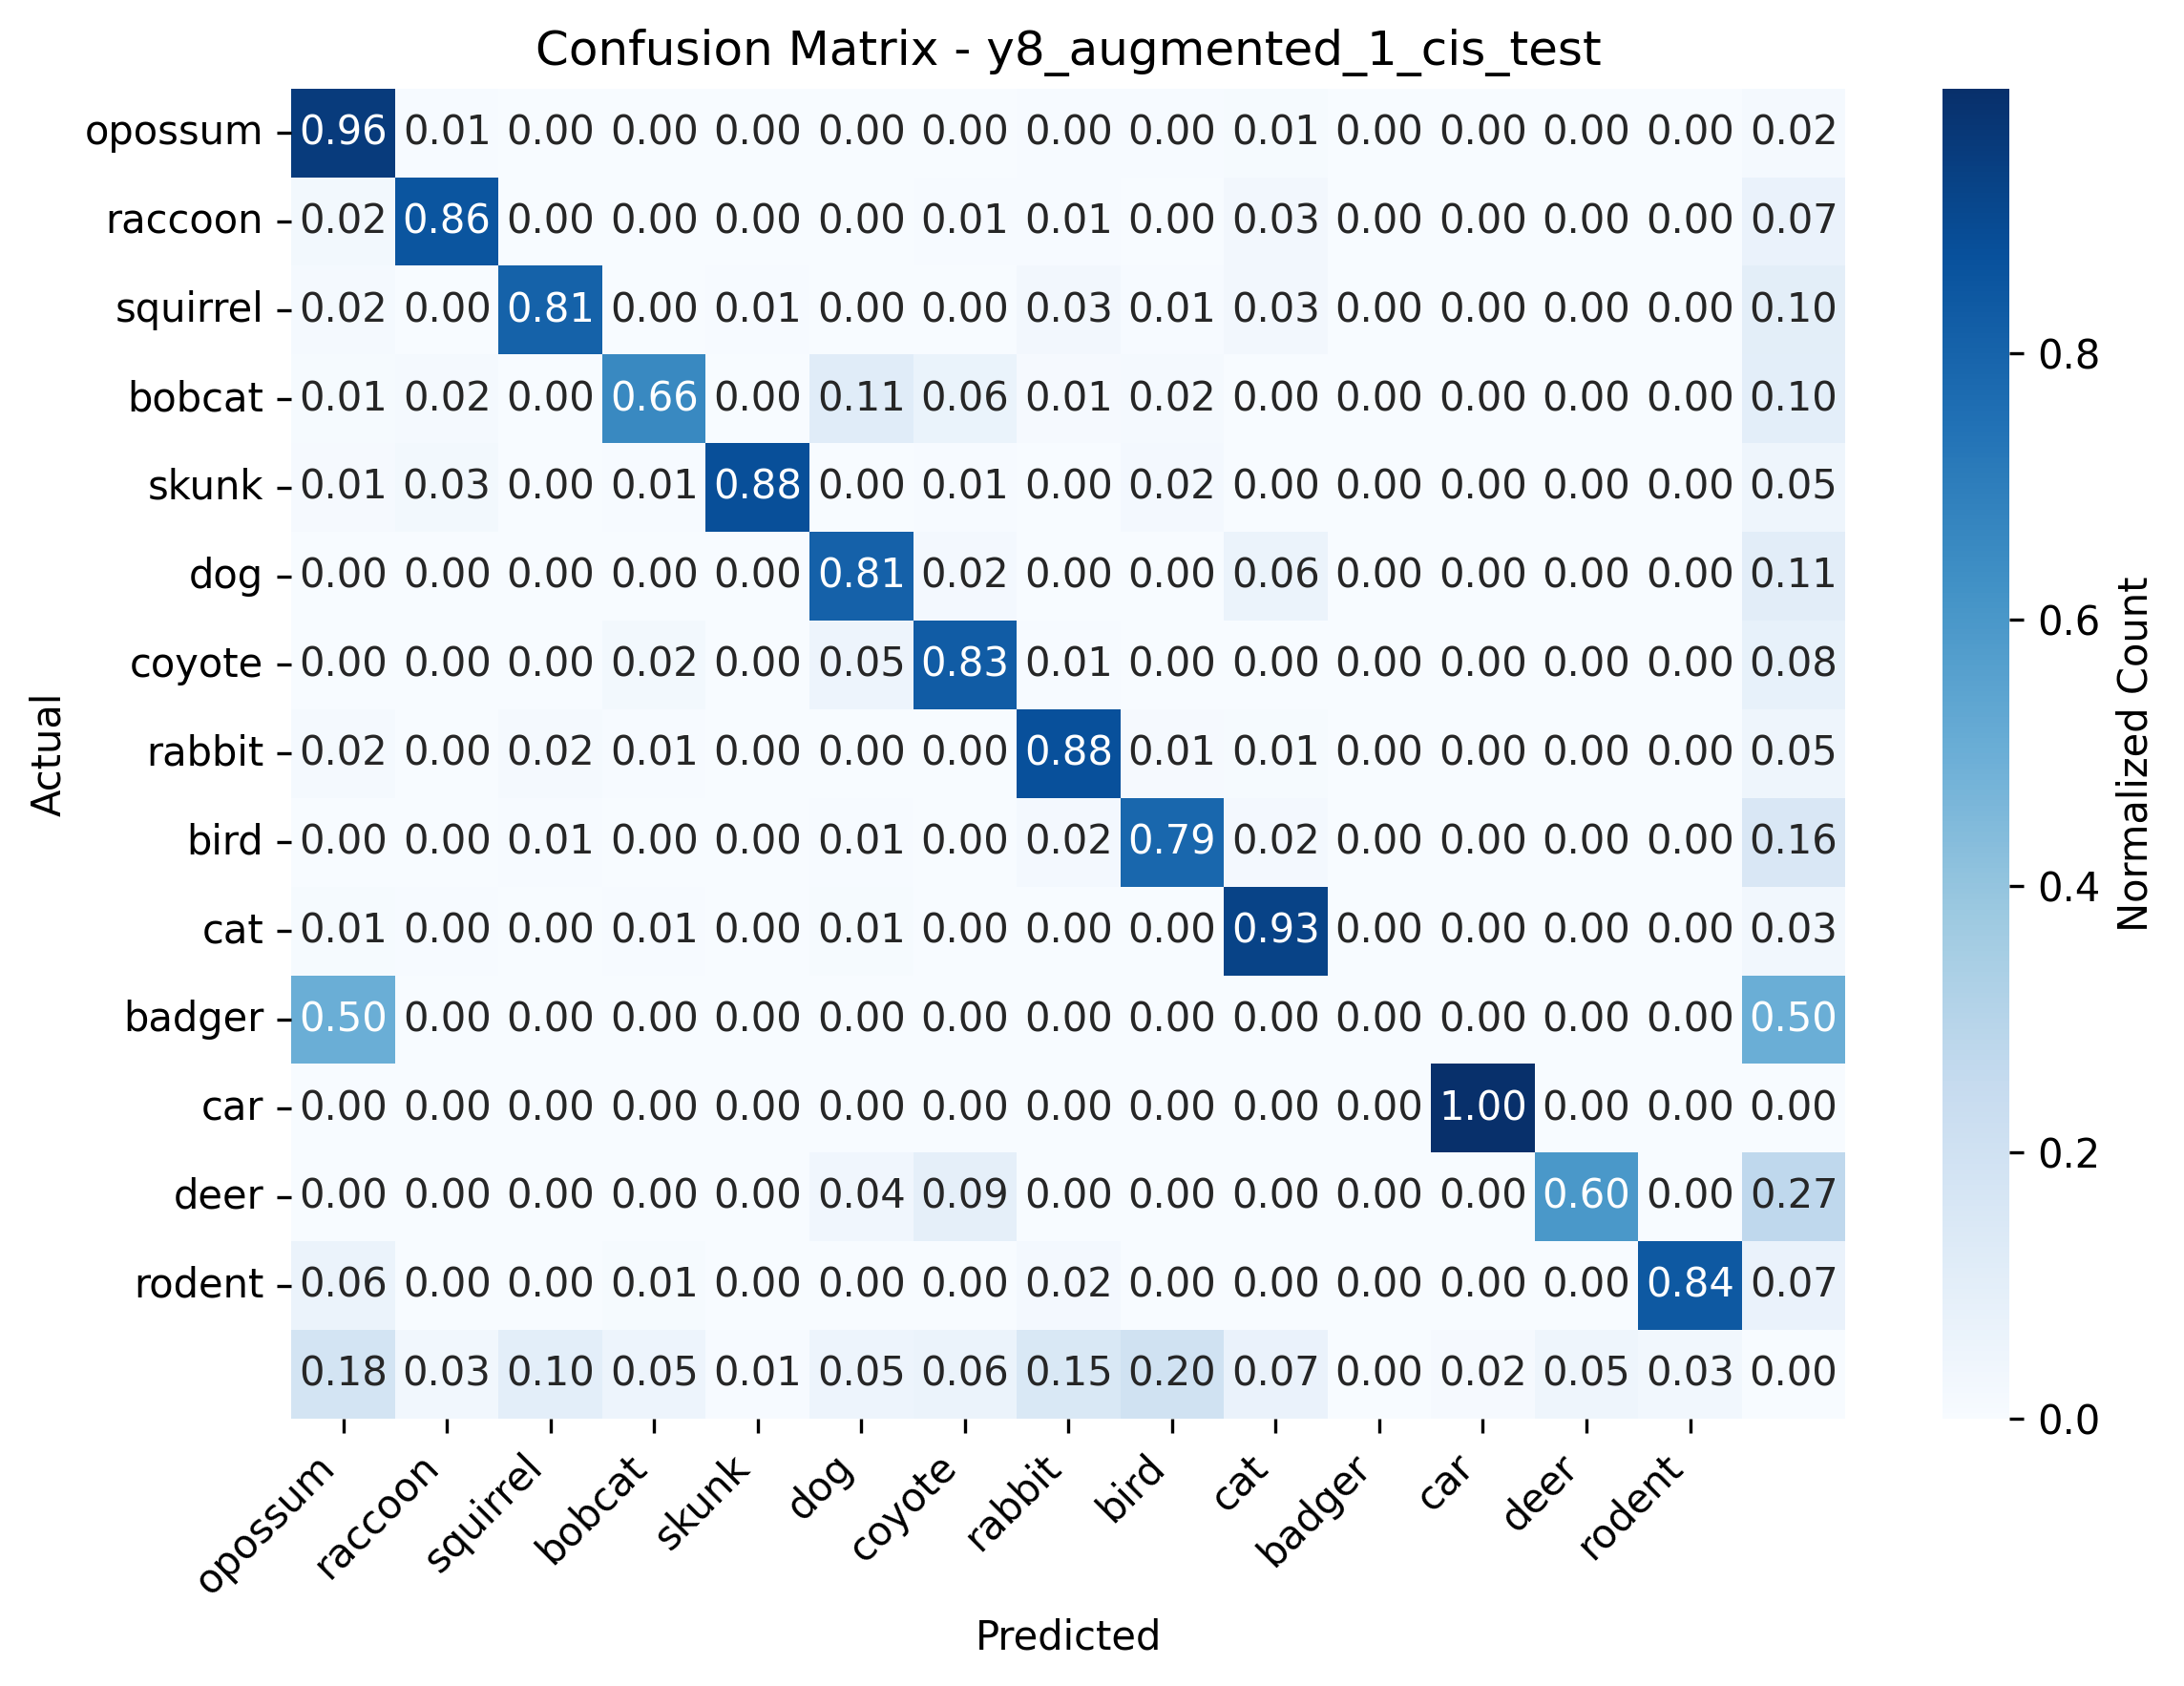 Confusion Matrix - y8_augmented_1_cis_test
opossum 0.96 0.01 0.00 0.00 0.00 0.00 0.00 0.00 0.00 0.01 0.00 0.00 0.00 0.00 0.02
raccoon 0.02 0.86 0.00 0.00 0.00 0.00 0.01 0.01 0.00 0.03 0.00 0.00 0.00 0.00 0.07
squirrel 0.02 0.00 0.81 0.00 0.01 0.00 0.00 0.03 0.01 0.03 0.00 0.00 0.00 0.00 0.10
bobcat 0.01 0.02 0.00 0.66 0.00 0.11 0.06 0.01 0.02 0.00 0.00 0.00 0.00 0.00 0.10
skunk 0.01 0.03 0.00 0.01 0.88 0.00 0.01 0.00 0.02 0.00 0.00 0.00 0.00 0.00 0.05
dog 0.00 0.00 0.00 0.00 0.00 0.81 0.02 0.00 0.00 0.06 0.00 0.00 0.00 0.00 0.11
coyote 0.00 0.00 0.00 0.02 0.00 0.05 0.83 0.01 0.00 0.00 0.00 0.00 0.00 0.00 0.08
rabbit 0.02 0.00 0.02 0.01 0.00 0.00 0.00 0.88 0.01 0.01 0.00 0.00 0.00 0.00 0.05
bird 0.00 0.00 0.01 0.00 0.00 0.01 0.00 0.02 0.79 0.02 0.00 0.00 0.00 0.00 0.16
cat 0.01 0.00 0.00 0.01 0.00 0.01 0.00 0.00 0.00 0.93 0.00 0.00 0.00 0.00 0.03
badger 0.50 0.00 0.00 0.00 0.00 0.00 0.00 0.00 0.00 0.00 0.00 0.00 0.00 0.00 0.50
car 0.00 0.00 0.00 0.00 0.00 0.00 0.00 0.00 0.00 0.00 0.00 1.00 0.00 0.00 0.00
deer 0.00 0.00 0.00 0.00 0.00 0.04 0.09 0.00 0.00 0.00 0.00 0.00 0.60 0.00 0.27
rodent 0.06 0.00 0.00 0.01 0.00 0.00 0.00 0.02 0.00 0.00 0.00 0.00 0.00 0.84 0.07
0.18 0.03 0.10 0.05 0.01 0.05 0.06 0.15 0.20 0.07 0.00 0.02 0.05 0.03 0.00
opossum raccoon squirrel bobcat skunk dog coyote rabbit bird cat badger car deer rodent
Predicted
Actual
0.8
0.6
0.4
0.2
0.0
Normalized Count